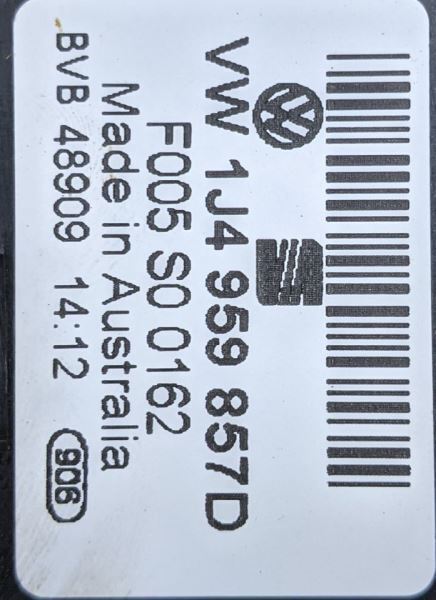 VW 1J4 959 857D
F005 S0 0162
Made in Australia
BVB 48909 14:12 906